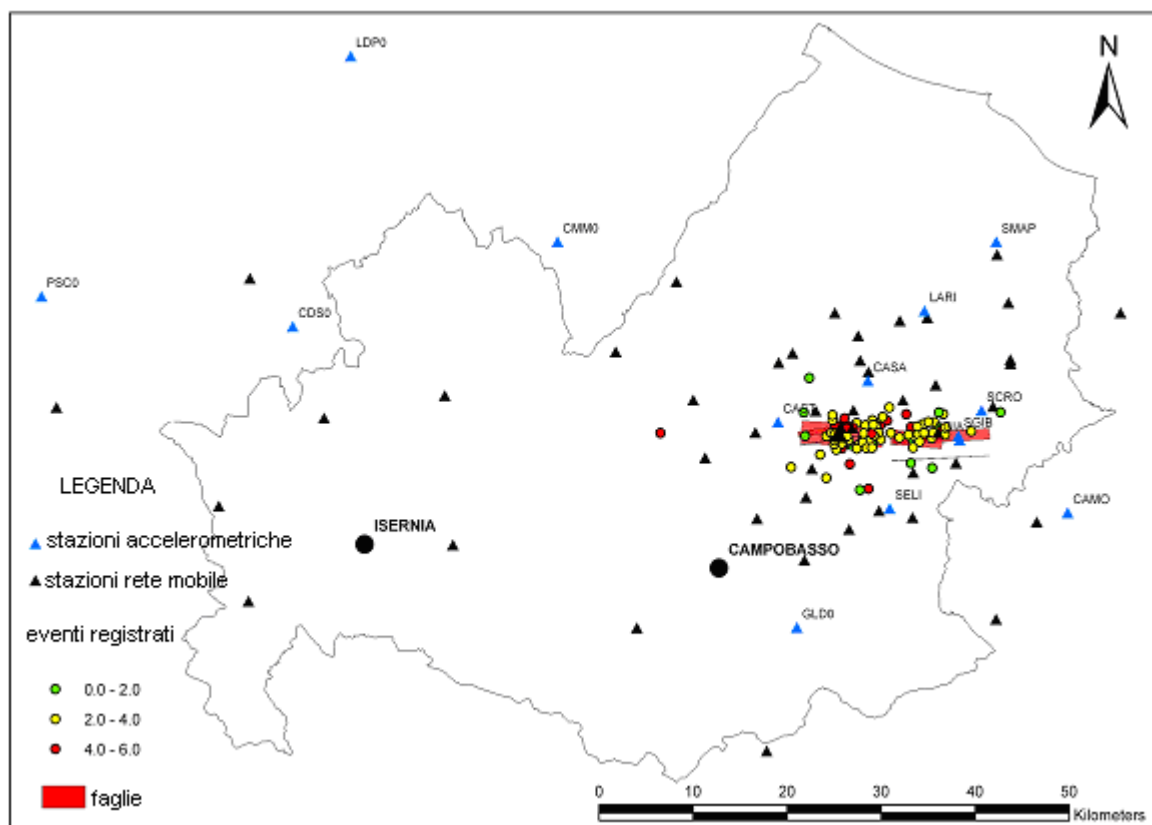 LDP0
N
CMM0
SMAP
PSC0
CDS0
LARI
CASA
SCRO
SGIB
LEGENDA
SELI
CAMO
ISERNIA
stazioni accelerometriche
CAMPOBASSO
stazioni rete mobile
GLD0
eventi registrati
0.0 - 2.0
2.0 - 4.0
4.0 - 6.0
faglie
0 10 20 30 40 50
Kilometers